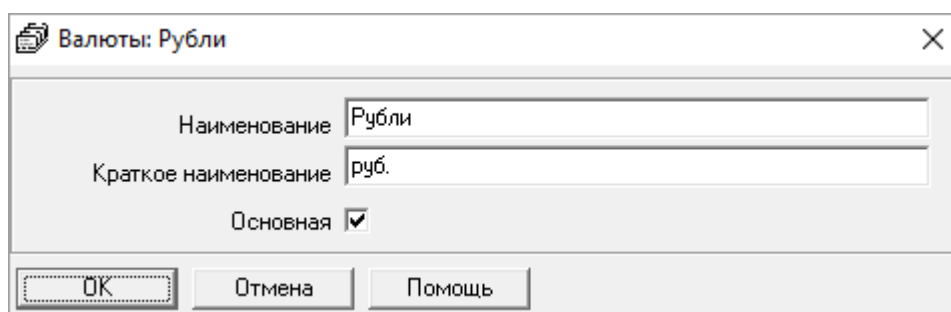 Валюты: Рубли
Наименование Рубли
Краткое наименование руб.
Основная
OK Отмена Помощь